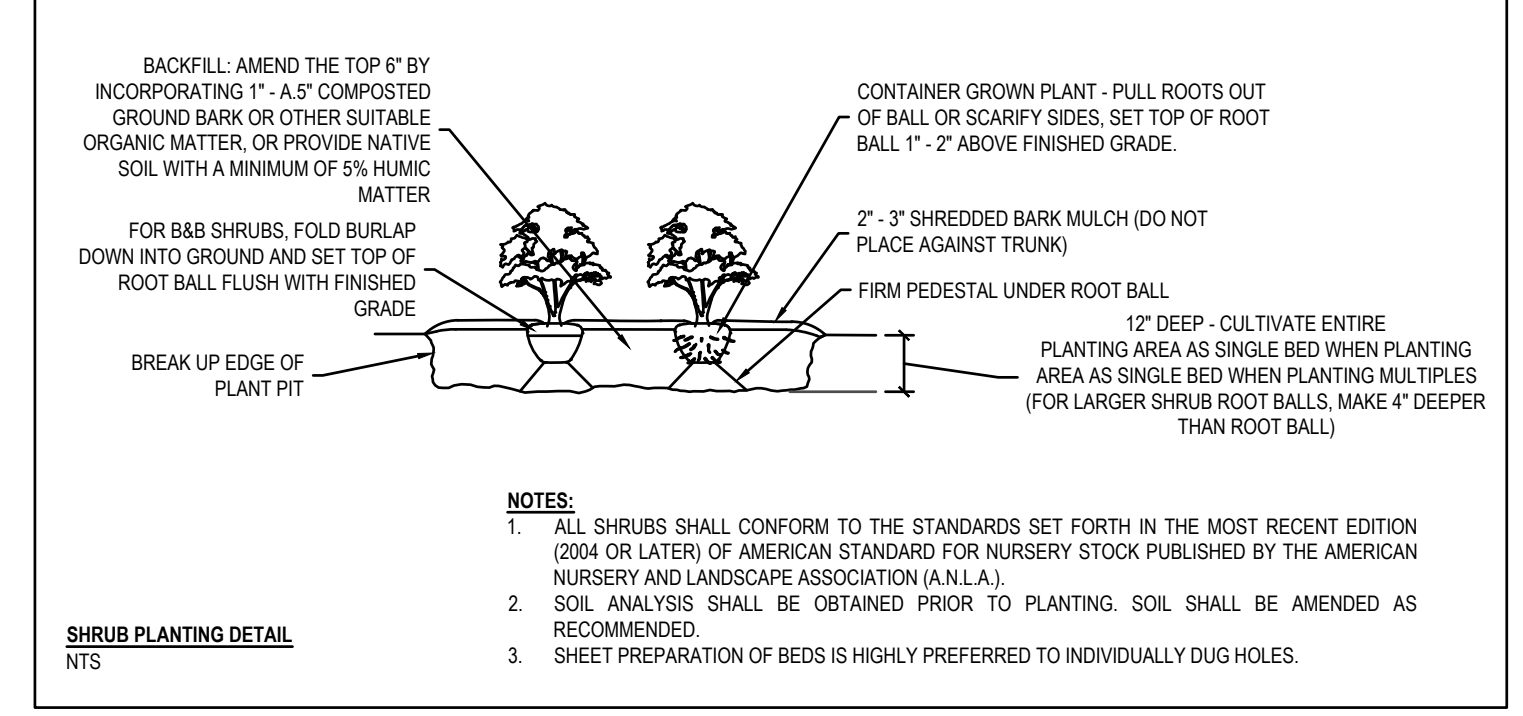 BACKFILL: AMEND THE TOP 6" BY
INCORPORATING 1" - A.5" COMPOSTED
GROUND BARK OR OTHER SUITABLE
ORGANIC MATTER, OR PROVIDE NATIVE
SOIL WITH A MINIMUM OF 5% HUMIC
MATTER
FOR B&B SHRUBS, FOLD BURLAP
DOWN INTO GROUND AND SET TOP OF
ROOT BALL FLUSH WITH FINISHED
GRADE
BREAK UP EDGE OF
PLANT PIT
CONTAINER GROWN PLANT - PULL ROOTS OUT
OF BALL OR SCARIFY SIDES, SET TOP OF ROOT
BALL 1" - 2" ABOVE FINISHED GRADE.
2" - 3" SHREDDED BARK MULCH (DO NOT
PLACE AGAINST TRUNK)
FIRM PEDESTAL UNDER ROOT BALL
12" DEEP - CULTIVATE ENTIRE
PLANTING AREA AS SINGLE BED WHEN PLANTING
AREA AS SINGLE BED WHEN PLANTING MULTIPLES
(FOR LARGER SHRUB ROOT BALLS, MAKE 4" DEEPER
THAN ROOT BALL)
NOTES:
1. ALL SHRUBS SHALL CONFORM TO THE STANDARDS SET FORTH IN THE MOST RECENT EDITION
(2004 OR LATER) OF AMERICAN STANDARD FOR NURSERY STOCK PUBLISHED BY THE AMERICAN
NURSERY AND LANDSCAPE ASSOCIATION (A.N.L.A.).
2. SOIL ANALYSIS SHALL BE OBTAINED PRIOR TO PLANTING. SOIL SHALL BE AMENDED AS
RECOMMENDED.
3. SHEET PREPARATION OF BEDS IS HIGHLY PREFERRED TO INDIVIDUALLY DUG HOLES.
SHRUB PLANTING DETAIL
NTS